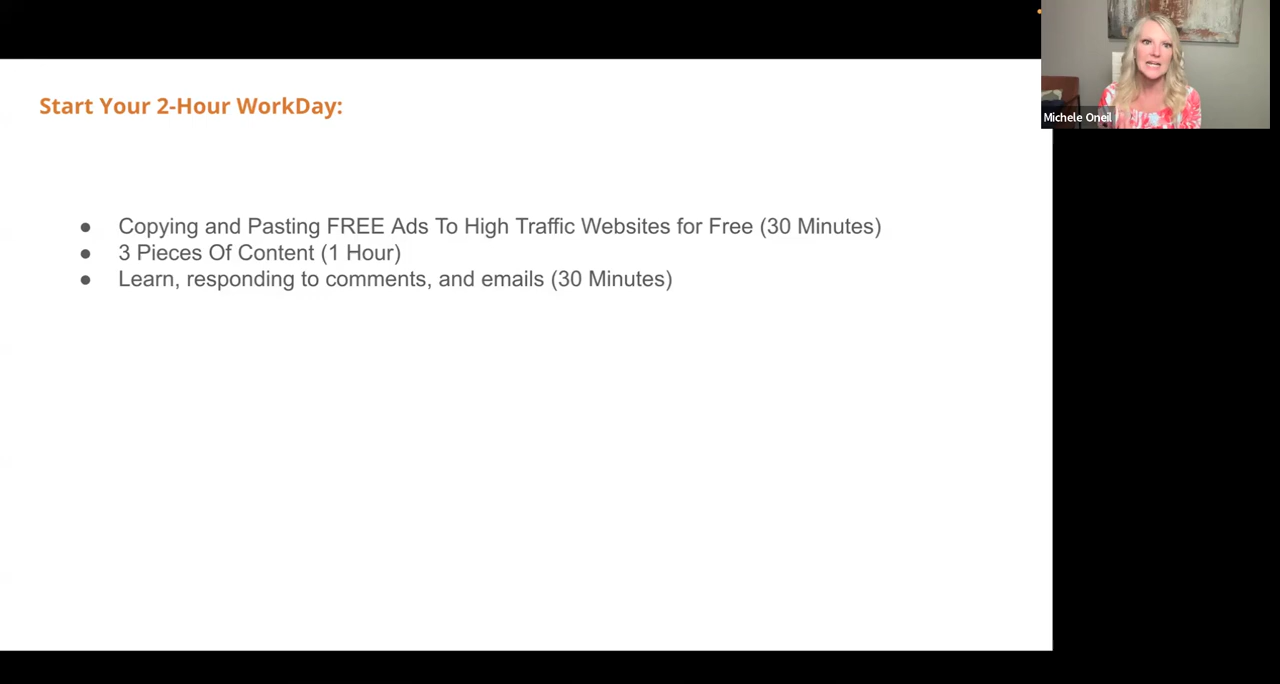 Start Your 2-Hour WorkDay:
● Copying and Pasting FREE Ads To High Traffic Websites for Free (30 Minutes)
● 3 Pieces Of Content (1 Hour)
● Learn, responding to comments, and emails (30 Minutes)
Michele Oneil